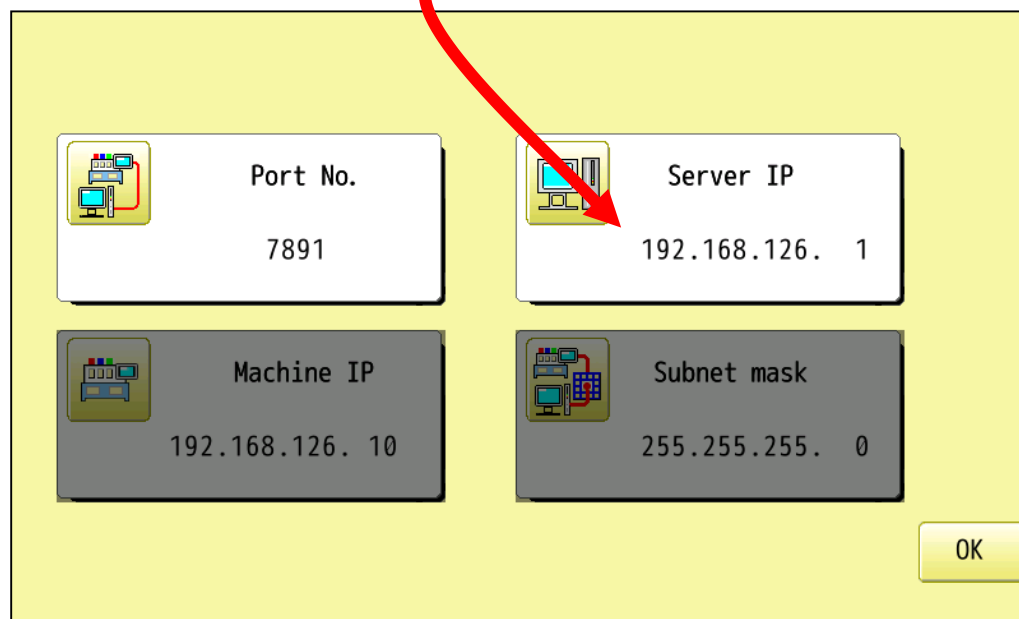 Port No.
7891
Server IP
192.168.126.  1
Machine IP
192.168.126. 10
Subnet mask
255.255.255.  0
OK